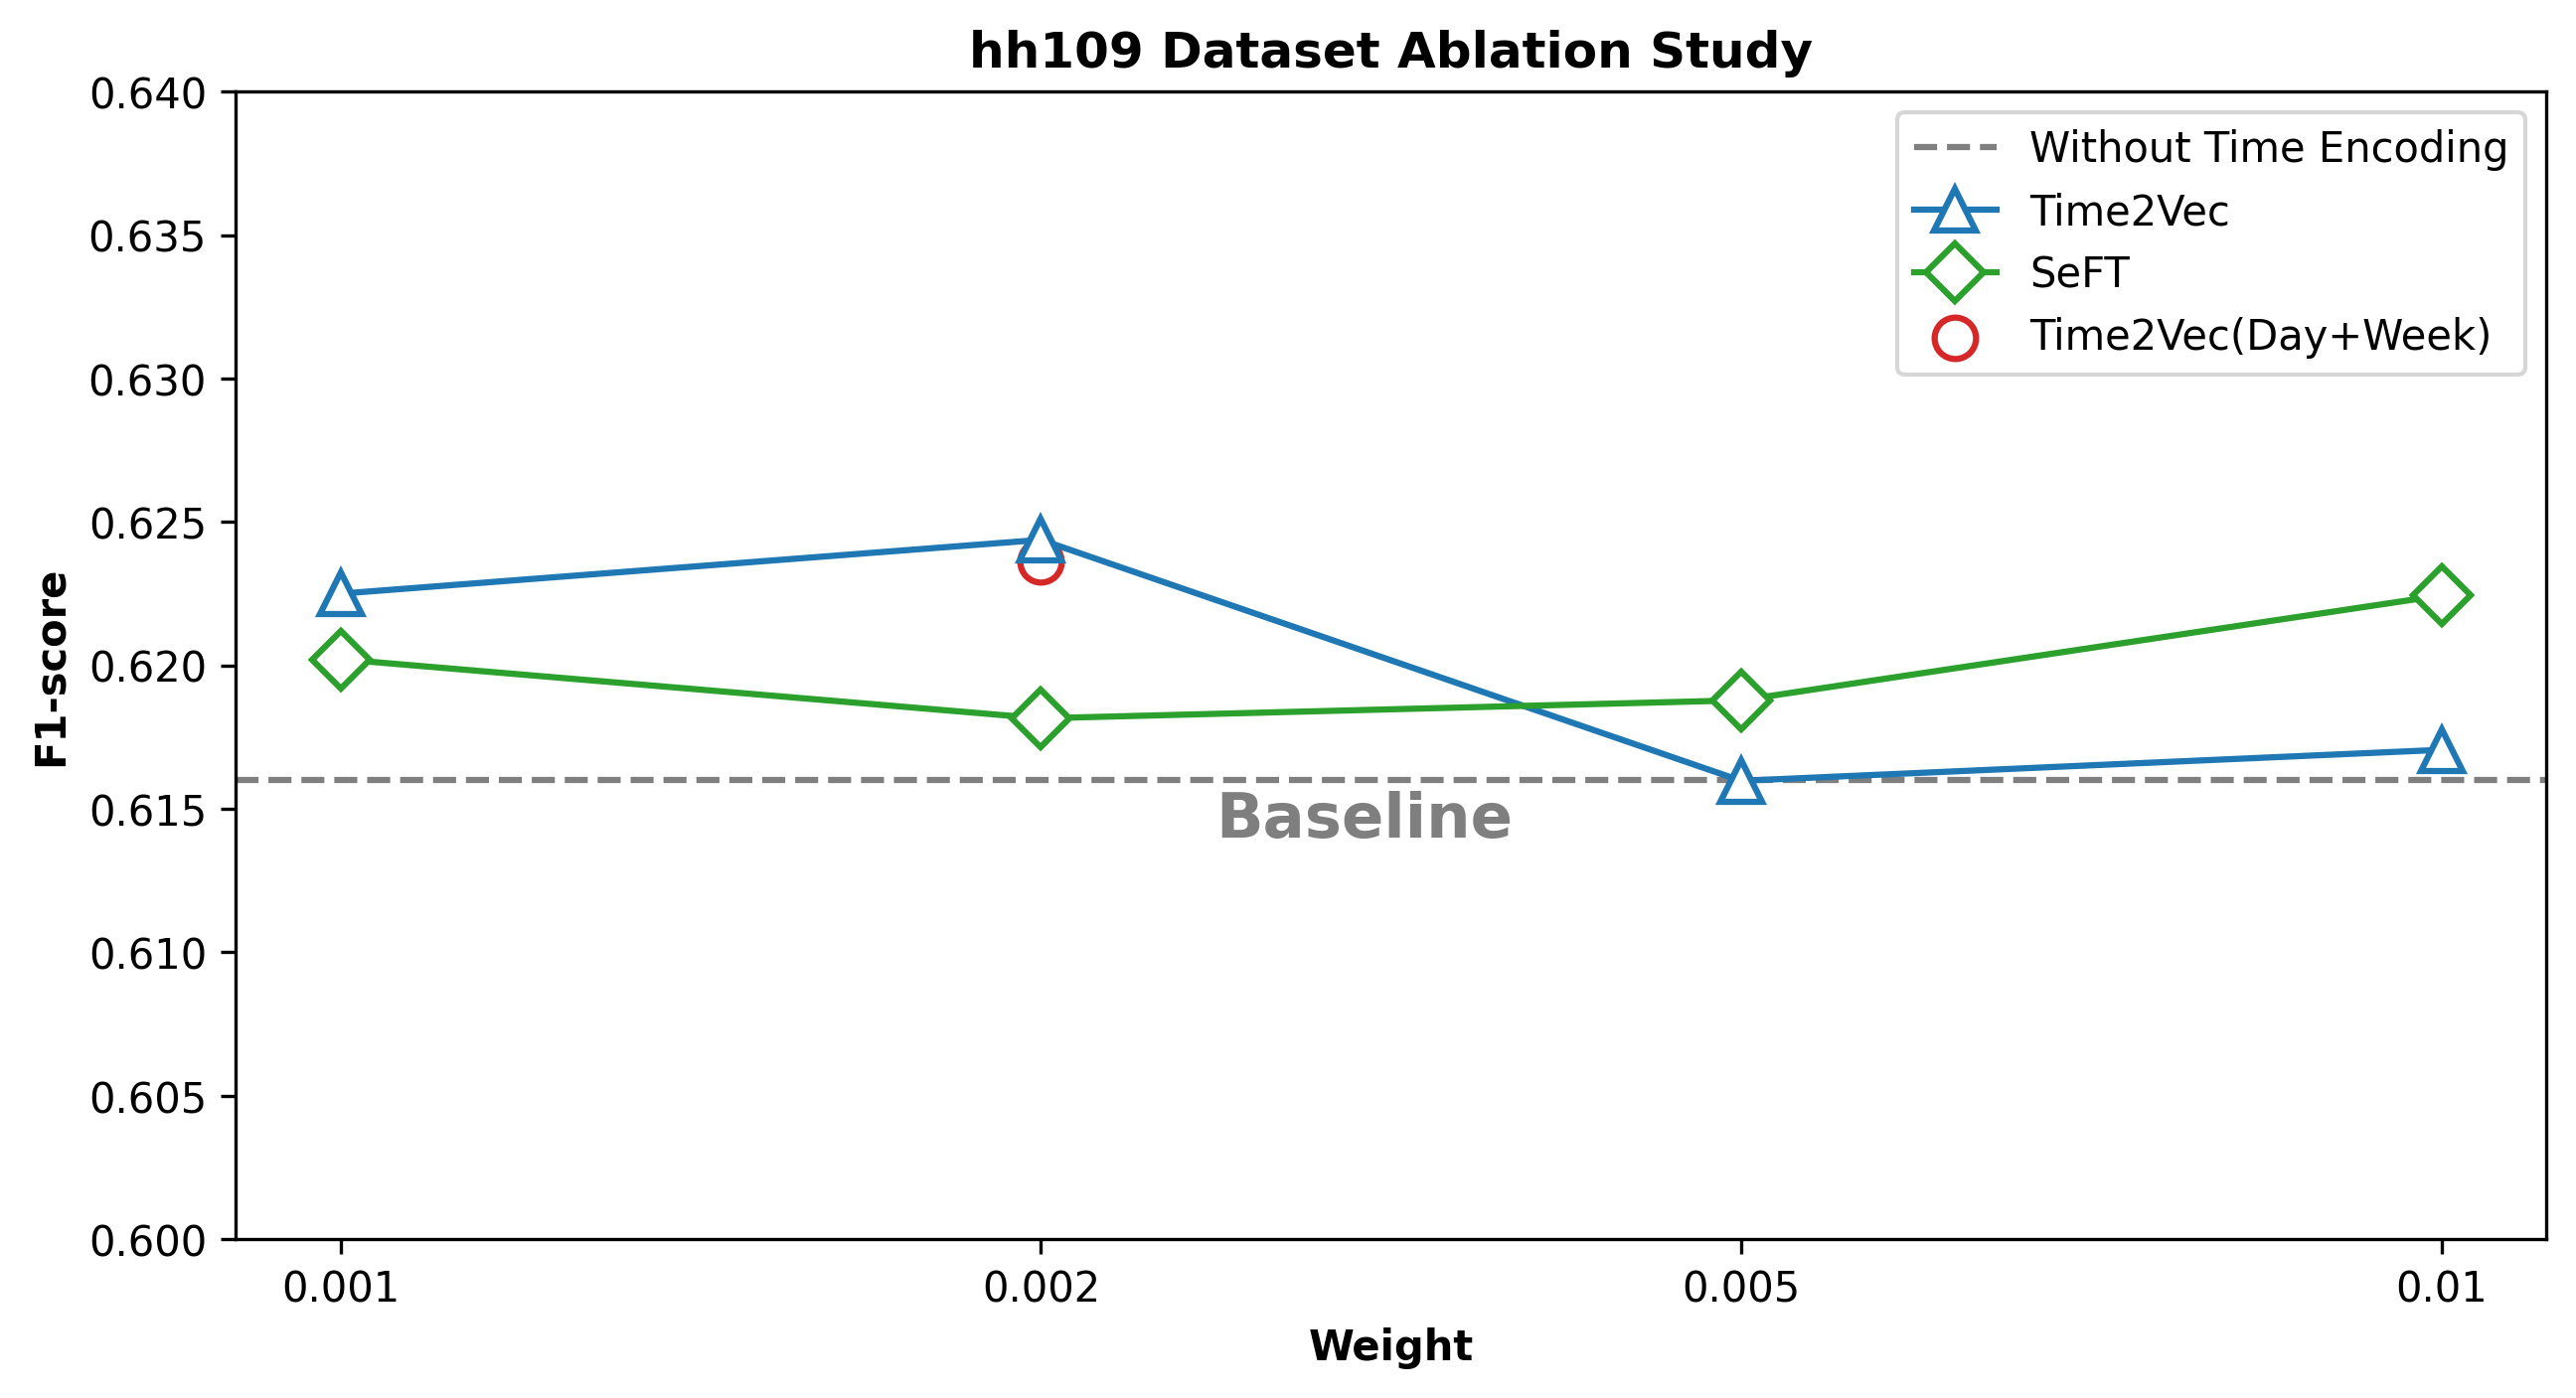 hh109 Dataset Ablation Study
0.640
0.635
0.630
0.625
0.620
0.615
0.610
0.605
0.600
F1-score
Without Time Encoding
Time2Vec
SeFT
Time2Vec(Day+Week)
Baseline
0.001
0.002
0.005
0.01
Weight